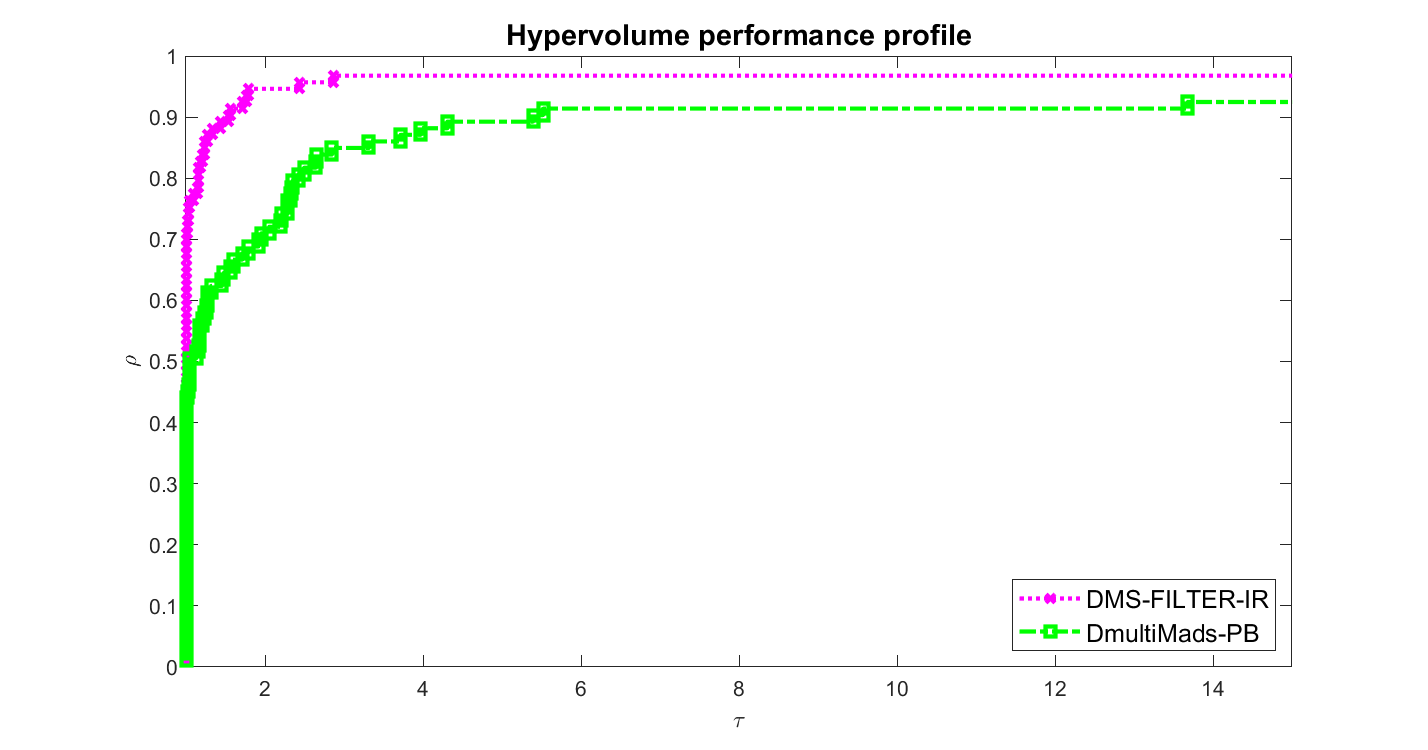 Hypervolume performance profile
1
0.9
0.8
0.7
0.6
0.5
0.4
0.3
0.2
0.1
0
ρ
2 4 6 8 10 12 14
τ
DMS-FILTER-IR
DmultiMads-PB